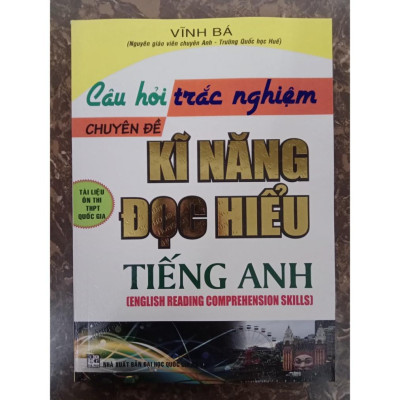 VĨNH BÁ
(Nguyên giáo viên chuyên Anh - Trường Quốc học Huế)
Câu hỏi trắc nghiệm
CHUYÊN ĐỀ
KĨ NĂNG
ĐỌC HIỂU
TÀI LIỆU
ÔN THI
THPT
QUỐC GIA
TIẾNG ANH
(ENGLISH READING COMPREHENSION SKILLS)
NHÀ XUẤT BẢN ĐẠI HỌC QUỐC